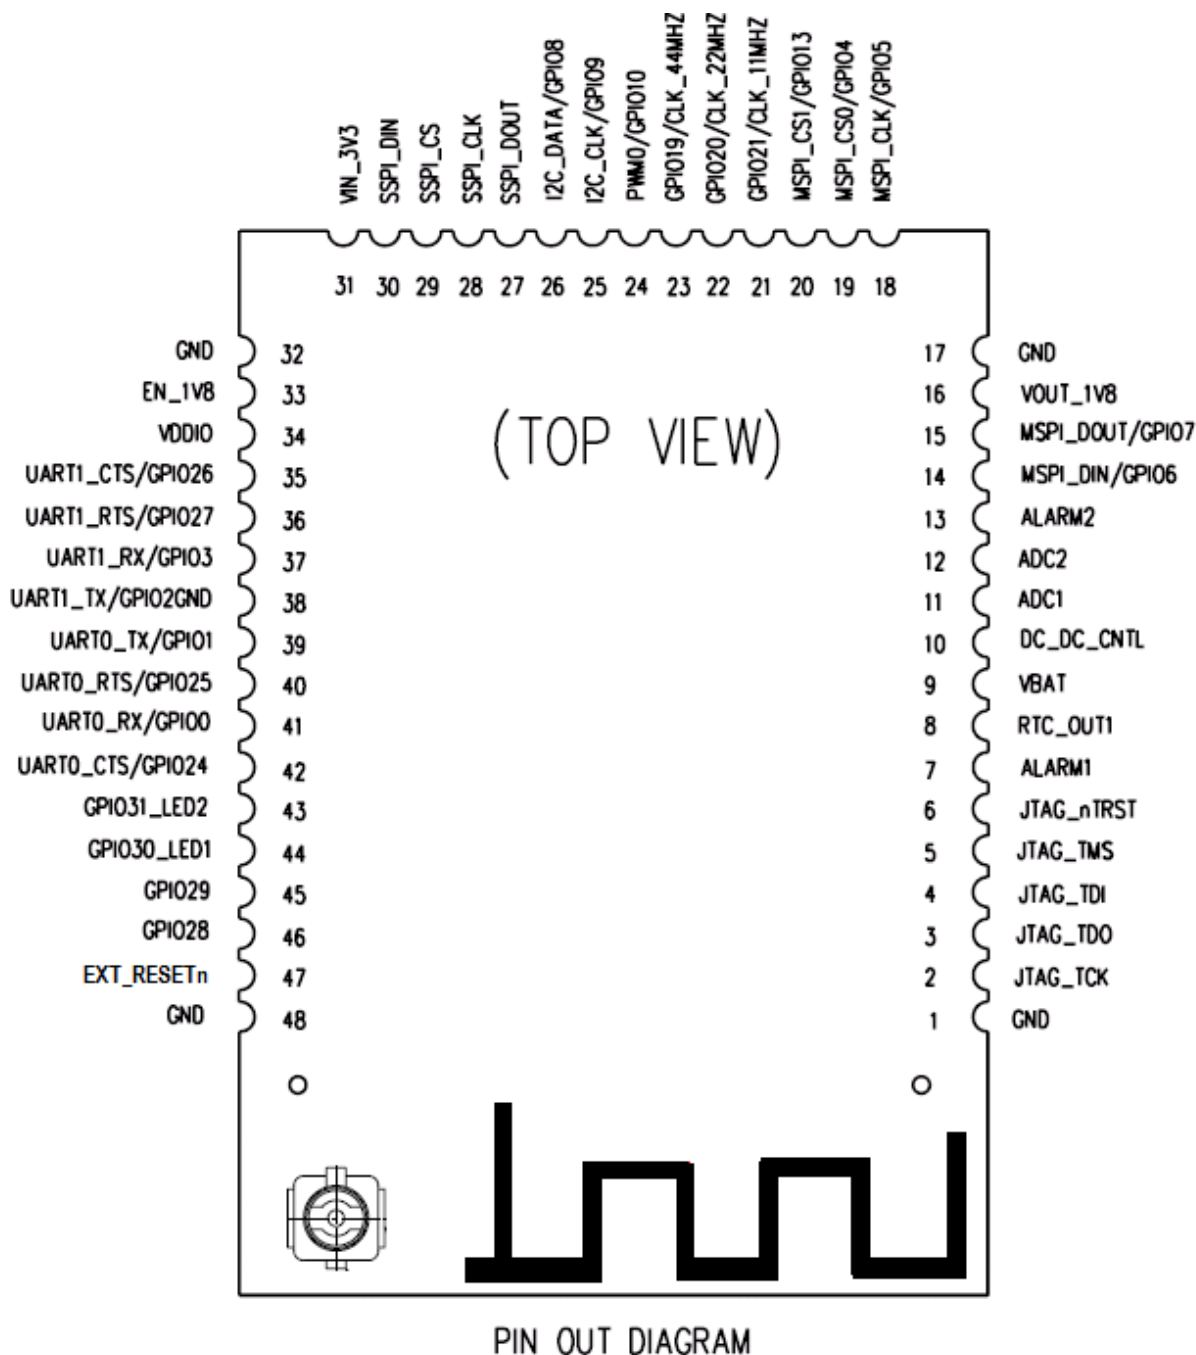 VIN_3V3
SSPI_DIN
SSPI_CS
SSPI_CLK
SSPI_DOUT
I2C_DATA/GPIO8
I2C_CLK/GPIO9
PWM0/GPIO10
GPIO19/CLK_44MHZ
GPIO20/CLK_22MHZ
GPIO21/CLK_11MHZ
MSPI_CS1/GPIO13
MSPI_CS0/GPIO4
MSPI_CLK/GPIO5
31 30 29 28 27 26 25 24 23 22 21 20 19 18
GND 32 17 GND
EN_1V8 33 16 VOUT_1V8
VDDIO 34 15 MSPI_DOUT/GPIO7
(TOP VIEW)
UART1_CTS/GPIO26 35 14 MSPI_DIN/GPIO6
UART1_RTS/GPIO27 36 13 ALARM2
UART1_RX/GPIO3 37 12 ADC2
UART1_TX/GPIO2GND 38 11 ADC1
UART0_TX/GPIO1 39 10 DC_DC_CNTL
UART0_RTS/GPIO25 40 9 VBAT
UART0_RX/GPIO0 41 8 RTC_OUT1
UART0_CTS/GPIO24 42 7 ALARM1
GPIO31_LED2 43 6 JTAG_nTRST
GPIO30_LED1 44 5 JTAG_TMS
GPIO29 45 4 JTAG_TDI
GPIO28 46 3 JTAG_TDO
EXT_RESETn 47 2 JTAG_TCK
GND 48 1 GND
PIN OUT DIAGRAM